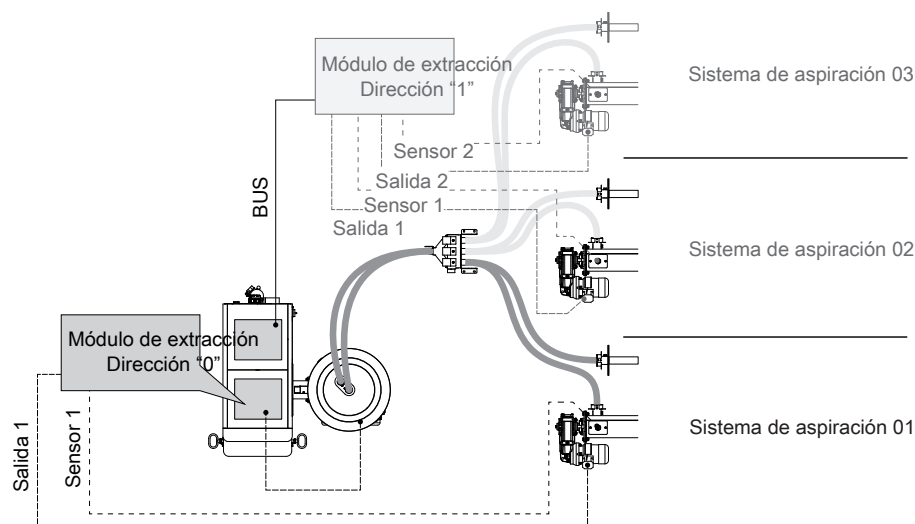 Módulo de extracción
Dirección “1”
Sistema de aspiración 03
Sensor 2
Salida 2
Sensor 1
Salida 1
BUS
Sistema de aspiración 02
Módulo de extracción
Dirección “0”
Salida 1
Sensor 1
Sistema de aspiración 01